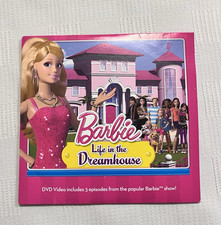 Barbie
Life in the
Dreamhouse
DVD Video includes 3 episodes from the popular Barbie™ show!